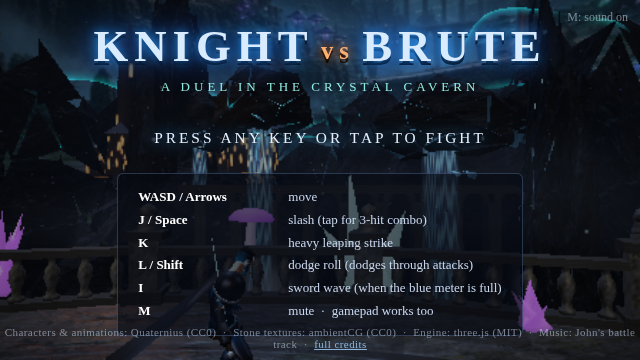 M: sound on
KNIGHT vs BRUTE
A DUEL IN THE CRYSTAL CAVERN
PRESS ANY KEY OR TAP TO FIGHT
WASD / Arrows move
J / Space slash (tap for 3-hit combo)
K heavy leaping strike
L / Shift dodge roll (dodges through attacks)
I sword wave (when the blue meter is full)
M mute · gamepad works too
Characters & animations: Quaternius (CC0) · Stone textures: ambientCG (CC0) · Engine: three.js (MIT) · Music: John's battle
track · full credits